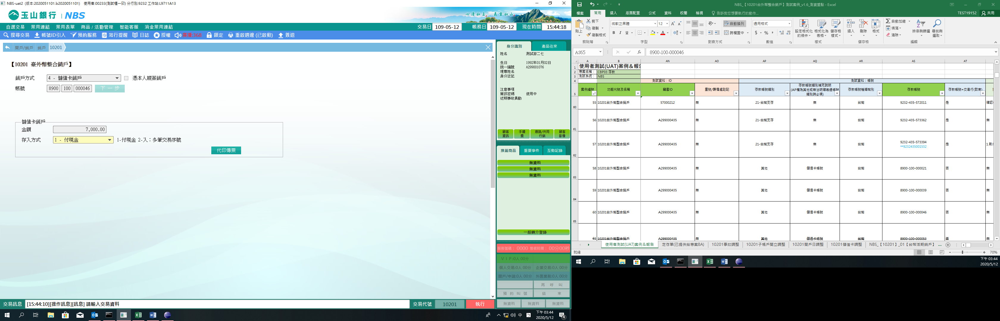 NBS-uat2 (版本:2020051101.b2020051101) 使用者:00233(測試櫃一卯) 分行別:9232 工作站:L9711A13
玉山銀行 | NBS
心清如玉 義重如山
自選交易 常用連結 常用表單 商品/活動管理 智能客服 消金常用連結
交易日 109-05-12 帳務日 109-05-12 現在時間 15:44:18
搜尋交易 帳號ID引入 預約服務 蒞行提醒 日誌 授權 廣播:368 鎖定 重啟週邊 (已啟動) 簽退
開戶/銷戶 銷戶 10201
【10201 臺外幣整合銷戶】
銷戶方式 4 - 儲值卡銷戶 憑本人親簽銷戶
帳號 8900 100 000046 下一步
儲值卡銷戶
金額 7,000.00
存入方式 1 - 付現金 1-付現金 2-入：多筆交易序號
代印傳票
身分識別 產品往來
姓名 測試游二七
生日 1992年01月02日
統一編號 A299001076
理專姓名
身分註記
注意事項
簡訊密碼 使用中
近期事故異動
顧客資訊 手續費 通路/共同行銷 顧客影像
推薦商品 重要事件 互動記錄
無資料
無資料
無資料
一般轉介登錄
服務號碼： 0000 等候時間： 00分00秒
ＶＩＰ:0人 00分
個人交易:0人 00分 企業交易:0人 00分
開戶/申請:0人 00分 外匯業務:0人 00分
再呼叫
預約叫號 結束
無資料 無資料 無資料
交易訊息 [15:44:10][操作訊息][訊息] 請輸入交易資料 交易代號 10201 執行
中 下午 03:44
2020/5/12
4
NBS_【10201台外幣整合銷戶】測試案例_v1.6_測資盤點 - Excel
檔案 常用 插入 版面配置 公式 資料 校閱 檢視 告訴我您想要執行的動作... TEST19152 共用
貼上 剪下 複製 複製格式 剪貼簿
微軟正黑體 12 B I U 字型
自動換列 跨欄置中 對齊方式
通用格式 $ % 數值
設定格式化的條件 格式化為表格 儲存格樣式 樣式
插入 刪除 格式 儲存格
自動加總 填滿 清除 排序與篩選 尋找與選取 編輯
AS65 fx 8900-100-000046
A B AN AO AP AQ AR AS AT
1 使用者測試(UAT)案例＆報告
2 專案名稱： CBP03 存款
3 測試系統： NBS
4 測試資料：ID 測試資料：帳號
5 案例編號 功能代號及名稱 顧客ID 重號/籌備處註記 存款帳號類別 存款帳號類別補充說明 (AP欄為其他或無法明確表達帳號類別時必填) 存款帳號種類幣別 存款帳號 存款帳號=交易行(敦南)
60 55 10201台外幣整合銷戶 57000212 無 21-台幣支存 無 台幣 9232-435-572011 是
61 56 10201台外幣整合銷戶 A299000435 無 21-台幣支存 無 台幣 9232-435-573362 是 無
62 57 10201台外幣整合銷戶 A299000435 無 21-台幣支存 無 台幣 9232-435-573394 **9232435001532 是
63 58 10201台外幣整合銷戶 A299000435 無 其他 儲值卡帳號 台幣 8900-100-000021 否 無
64 59 10201台外幣整合銷戶 A299000435 無 其他 儲值卡帳號 台幣 8900-100-000039 否 無
65 60 10201台外幣整合銷戶 A299000435 無 其他 儲值卡帳號 台幣 8900-100-000046 否 無
61 10201台外幣整合銷戶 A299000435 無 其他 儲值卡帳號 台幣 8900-100-000053 否 無
使用者測試(UAT)案例＆報告 定存單(已提供給專案BA) 10201事故調整 10201子帳戶開立調整 10201開戶日調整 10201儲值卡調整 NBS_【10201】_01【台幣活期銷戶】 ...
就緒 70%
下午 03:44
2020/5/12